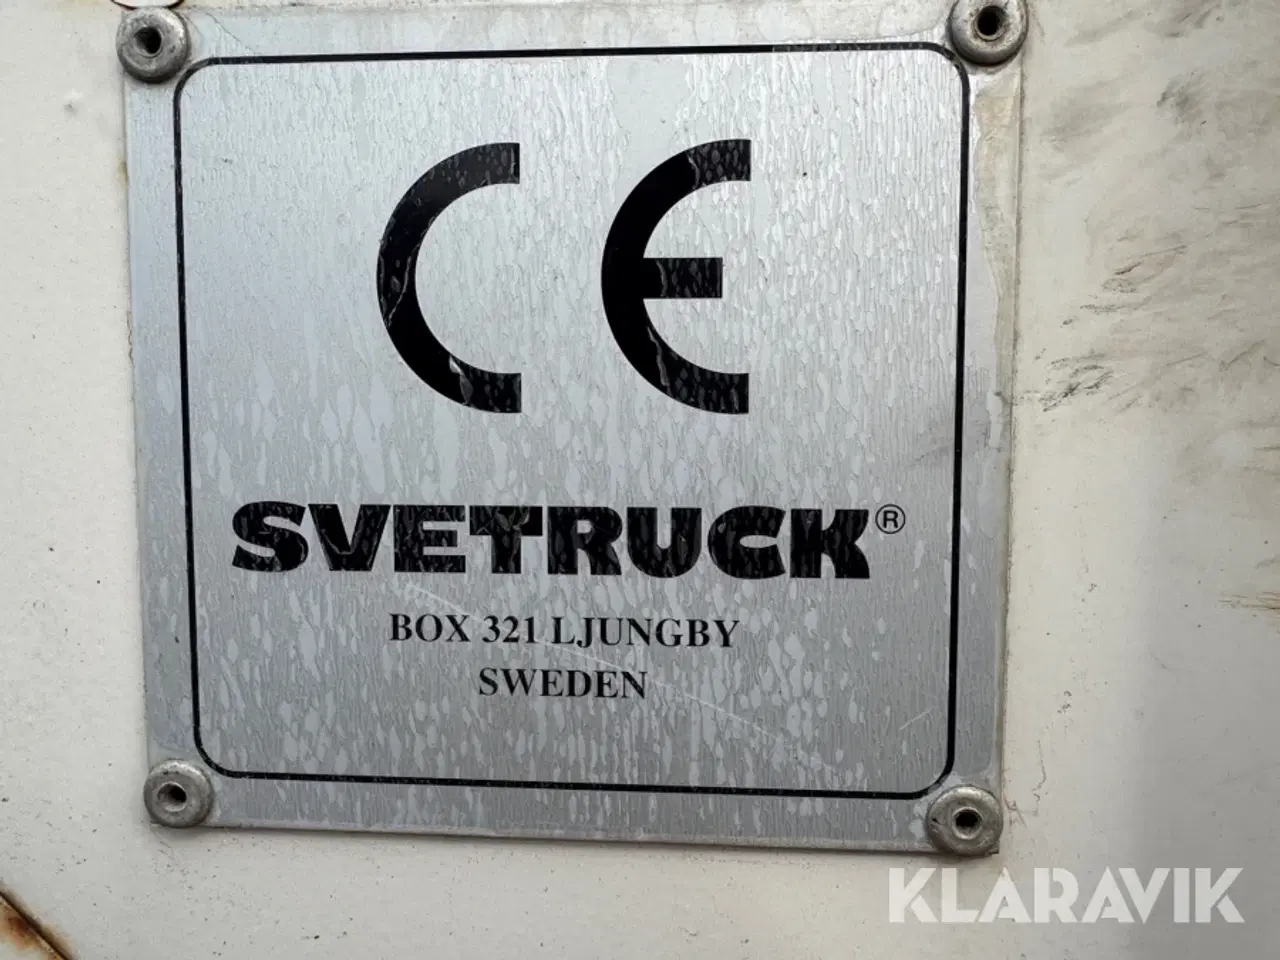 CE
SVETRUCK®
BOX 321 LJUNGBY
SWEDEN
KLARAVIK